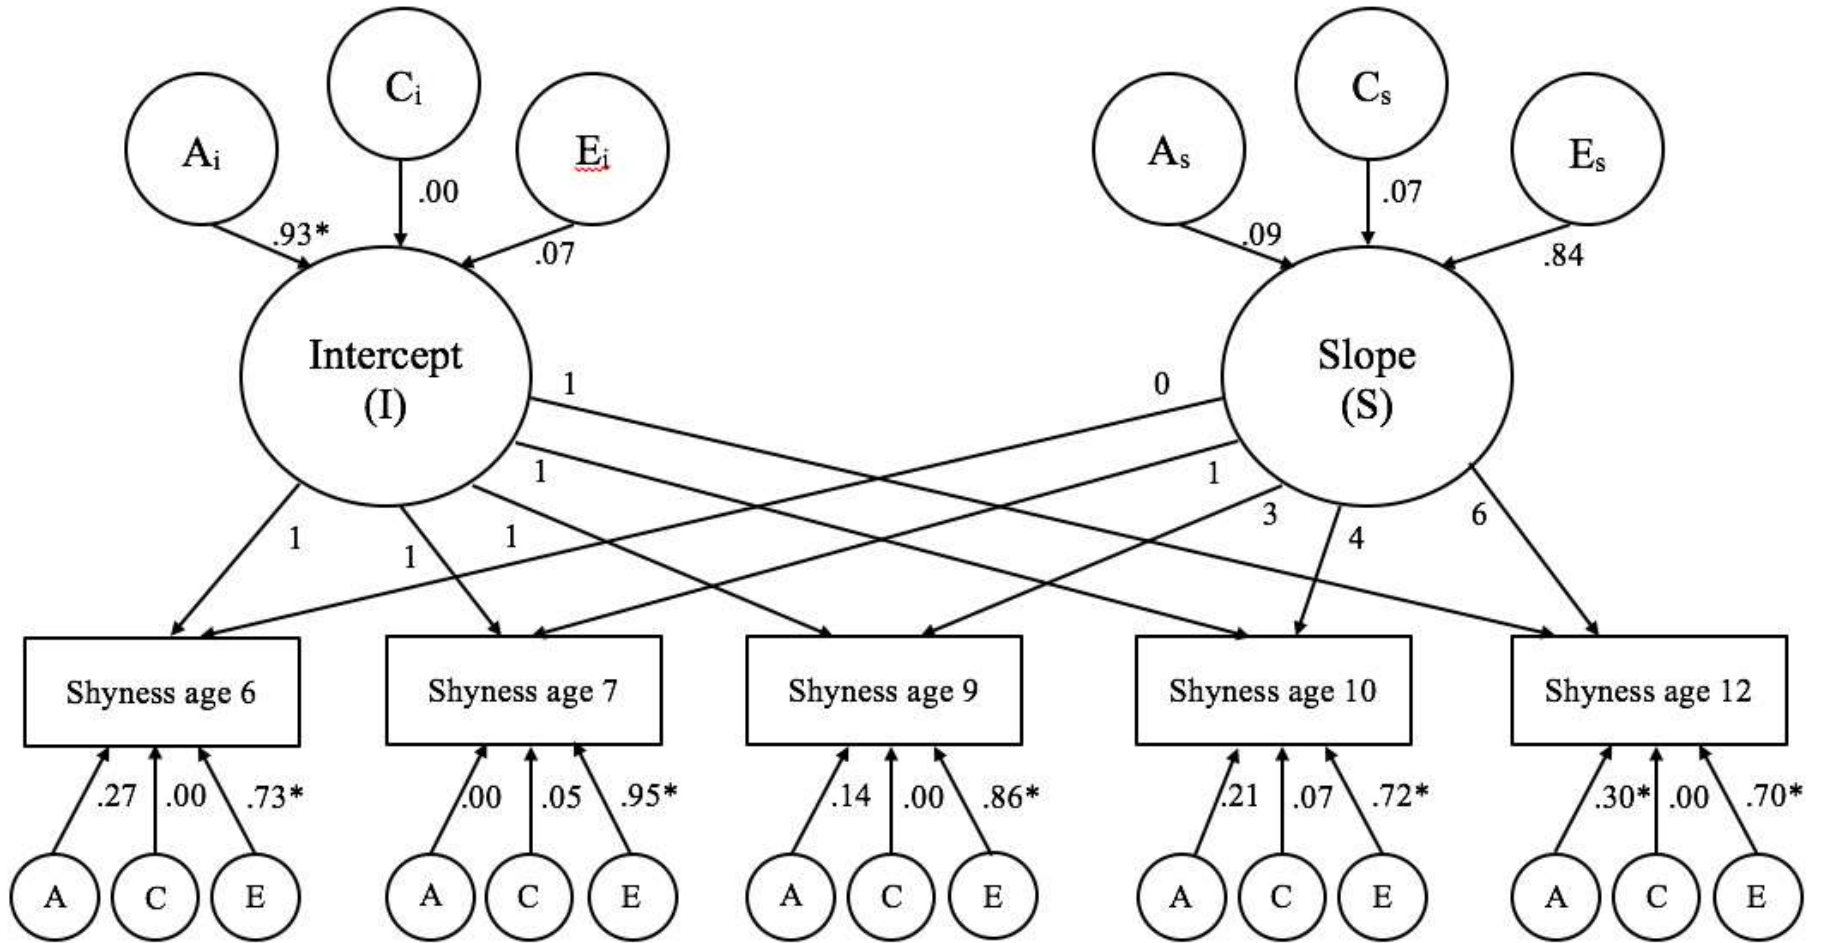 Ci
Cs
Ai
Ei
As
Es
.00
.07
.93*
.07
.09
.84
Intercept
(I)
Slope
(S)
1
0
1
1
3
6
1
1
1
4
Shyness age 6
Shyness age 7
Shyness age 9
Shyness age 10
Shyness age 12
.27 .00 .73*
.00 .05 .95*
.14 .00 .86*
.21 .07 .72*
.30* .00 .70*
A C E
A C E
A C E
A C E
A C E